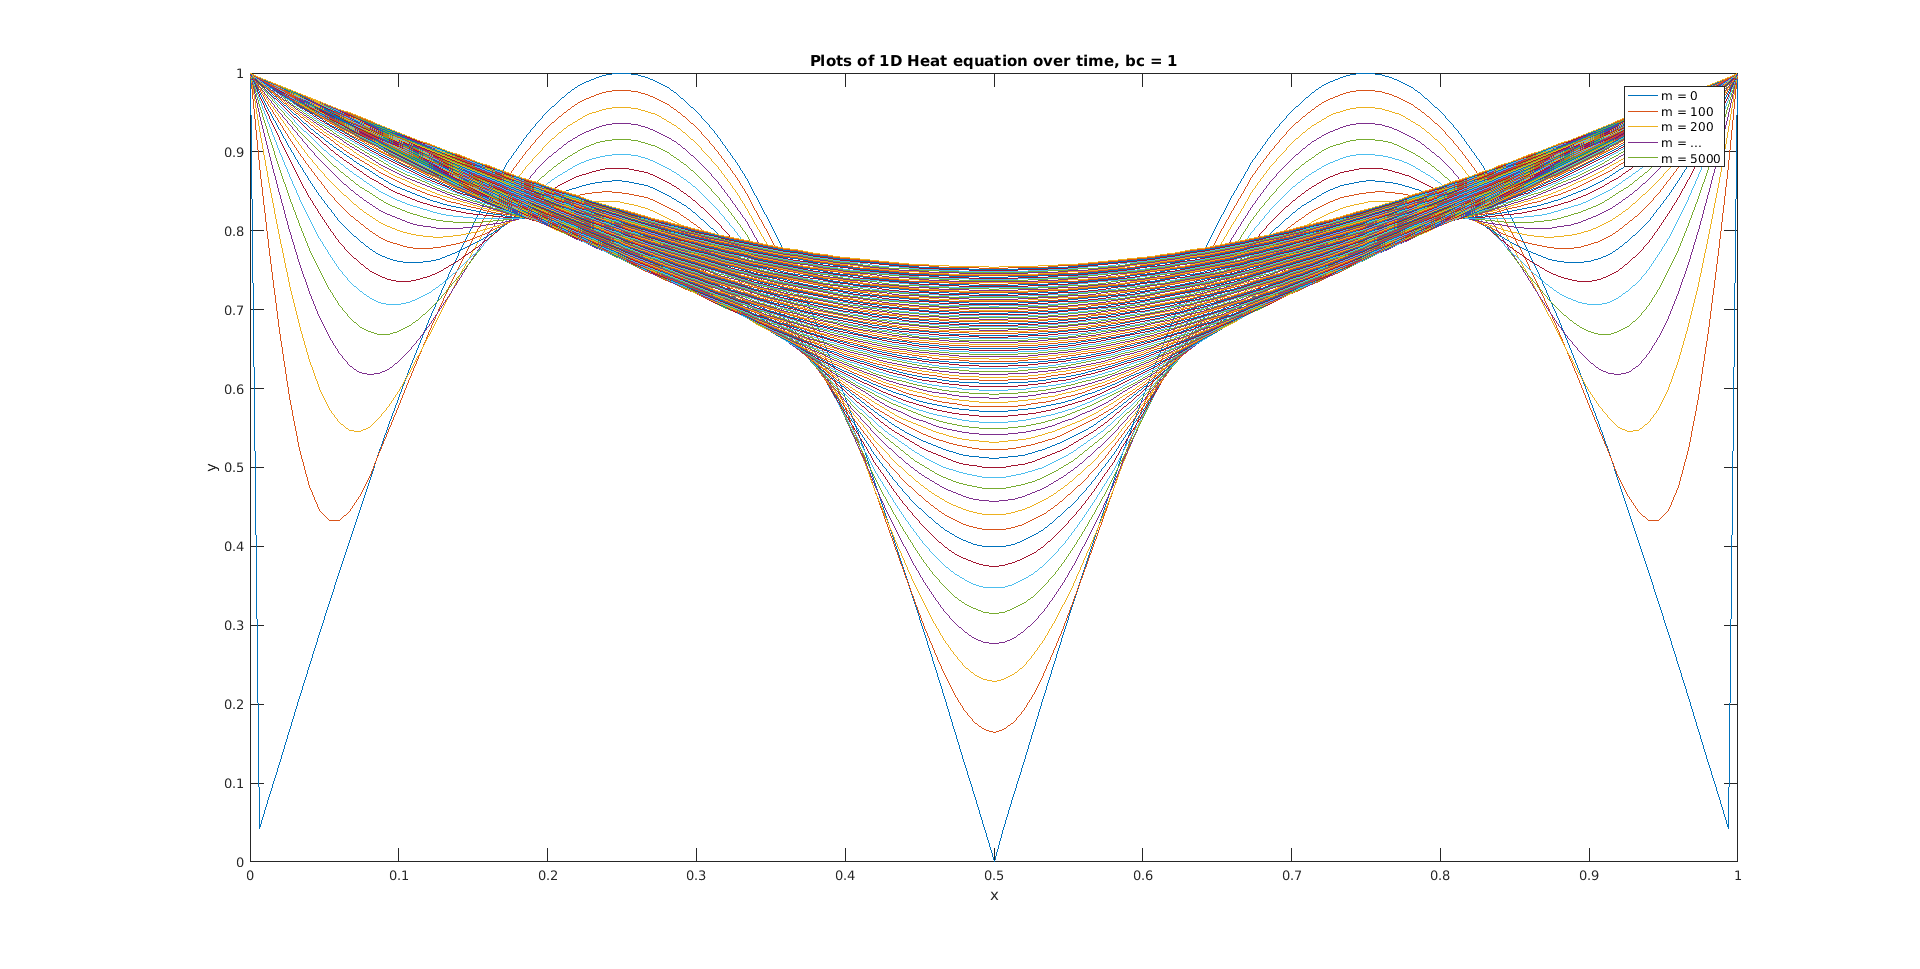 Plots of 1D Heat equation over time, bc = 1
m = 0
m = 100
m = 200
m = ...
m = 5000
1
0.9
0.8
0.7
0.6
0.5
0.4
0.3
0.2
0.1
0
y
0 0.1 0.2 0.3 0.4 0.5 0.6 0.7 0.8 0.9 1
x